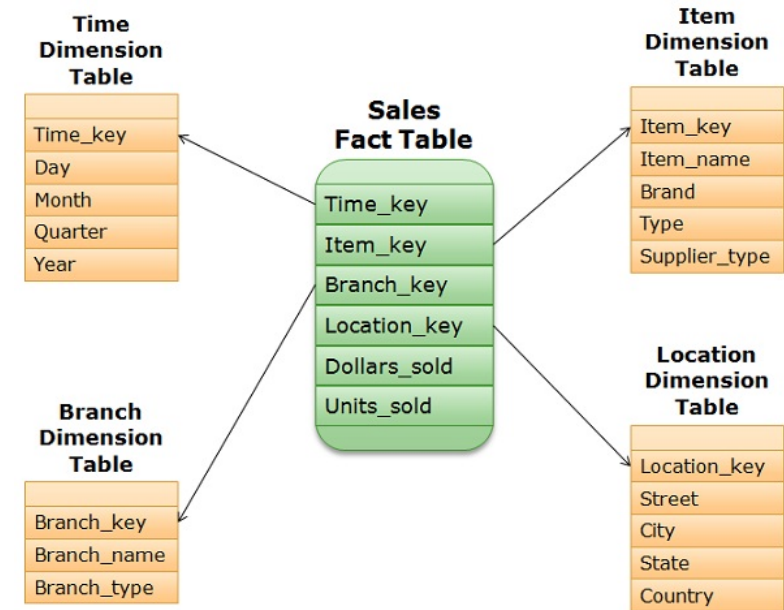 Time
Dimension
Table
Time_key
Day
Month
Quarter
Year
Sales
Fact Table
Time_key
Item_key
Branch_key
Location_key
Dollars_sold
Units_sold
Item
Dimension
Table
Item_key
Item_name
Brand
Type
Supplier_type
Branch
Dimension
Table
Branch_key
Branch_name
Branch_type
Location
Dimension
Table
Location_key
Street
City
State
Country